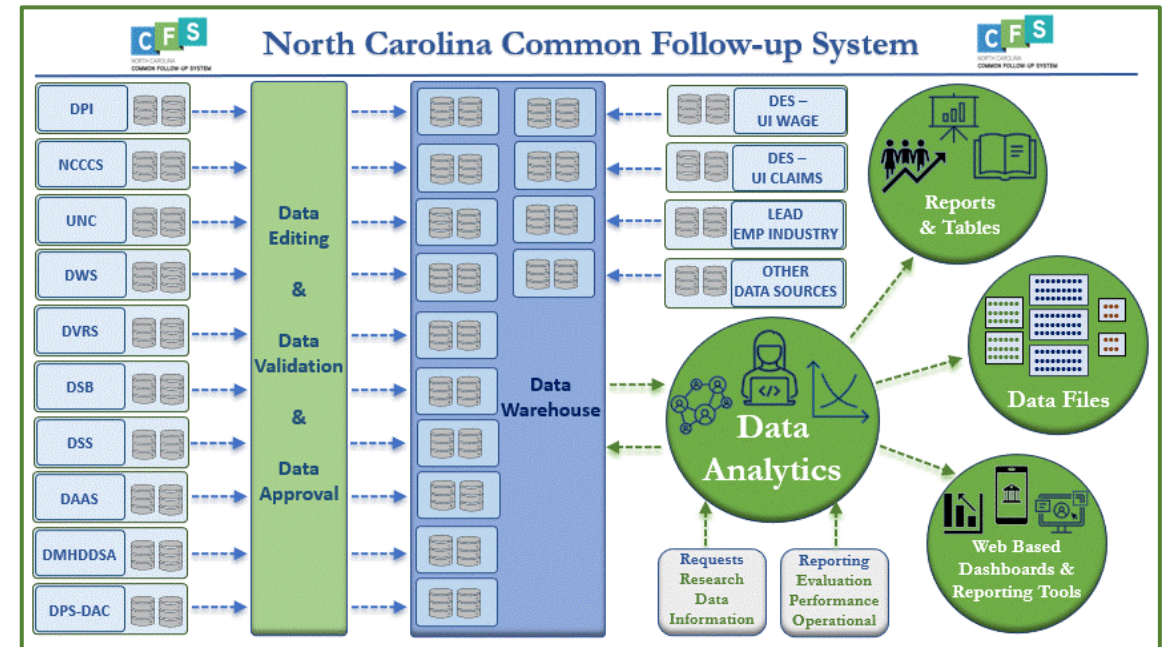 CFS
NORTH CAROLINA
COMMON FOLLOW-UP SYSTEM
North Carolina Common Follow-up System
CFS
NORTH CAROLINA
COMMON FOLLOW-UP SYSTEM
DPI
NCCCS
UNC
DWS
DVRS
DSB
DSS
DAAS
DMHDDSA
DPS-DAC
Data
Editing
&
Data
Validation
&
Data
Approval
Data
Warehouse
DES –
UI WAGE
DES –
UI CLAIMS
LEAD
EMP INDUSTRY
OTHER
DATA SOURCES
</>
Data
Analytics
Requests
Research
Data
Information
Reporting
Evaluation
Performance
Operational
Reports
& Tables
Data Files
Web Based
Dashboards &
Reporting Tools